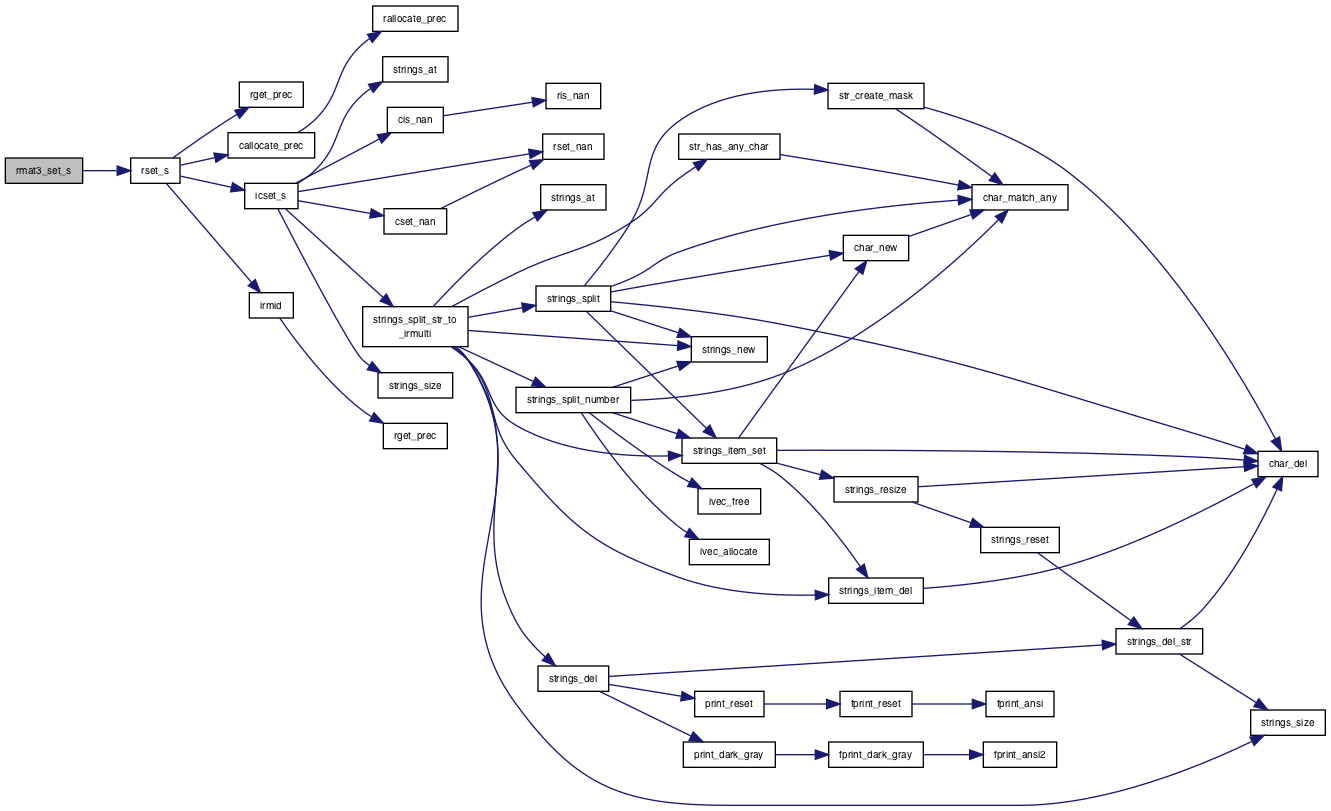 rmat3_set_s
rset_s
rget_prec
callocate_prec
icset_s
irmid
rallocate_prec
strings_at
cis_nan
cset_nan
strings_split_str_to
_irmulti
strings_size
rget_prec
ris_nan
rset_nan
strings_at
strings_split
strings_split_number
strings_del
str_has_any_char
strings_new
strings_item_set
ivec_free
ivec_allocate
print_reset
print_dark_gray
str_create_mask
char_new
strings_resize
strings_item_del
fprint_reset
fprint_dark_gray
char_match_any
strings_reset
fprint_ansi
fprint_ansi2
strings_del_str
char_del
strings_size